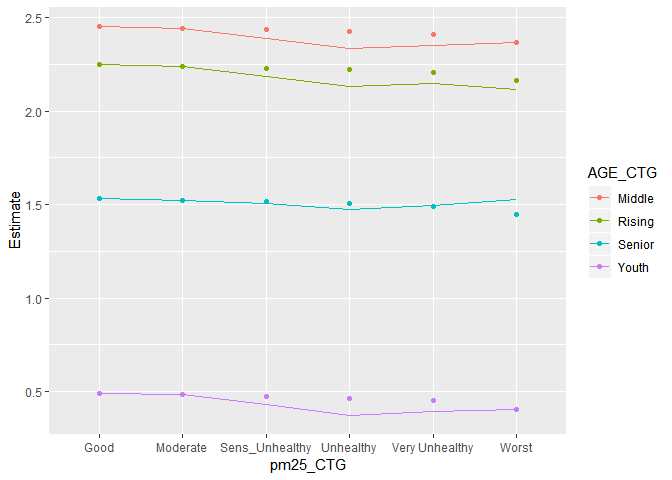 2.5
2.0
1.5
1.0
0.5
Estimate
Good Moderate Sens_Unhealthy Unhealthy Very Unhealthy Worst
pm25_CTG
AGE_CTG
Middle
Rising
Senior
Youth